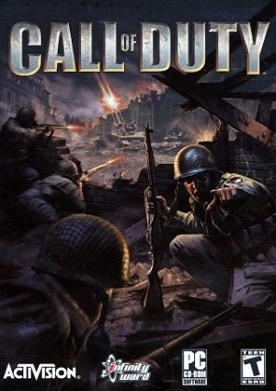 CALL OF DUTY
ACTIVISION
infinity
ward
PC
CD-ROM
SOFTWARE
TEEN
T